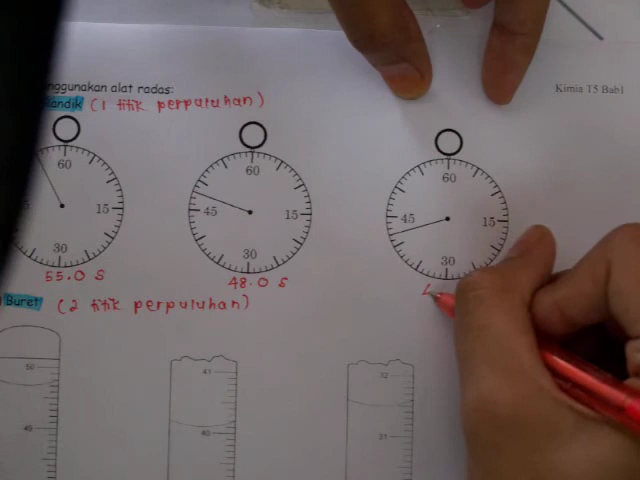 nggunakan alat radas:
Kimia T5 Bab1
andik (1 titik perpuluhan)
60 60 60
15 45 15 45 15
30 30 30
55.0 s 48.0 s
Buret (2 titik perpuluhan)
50 41 32
49 40 31